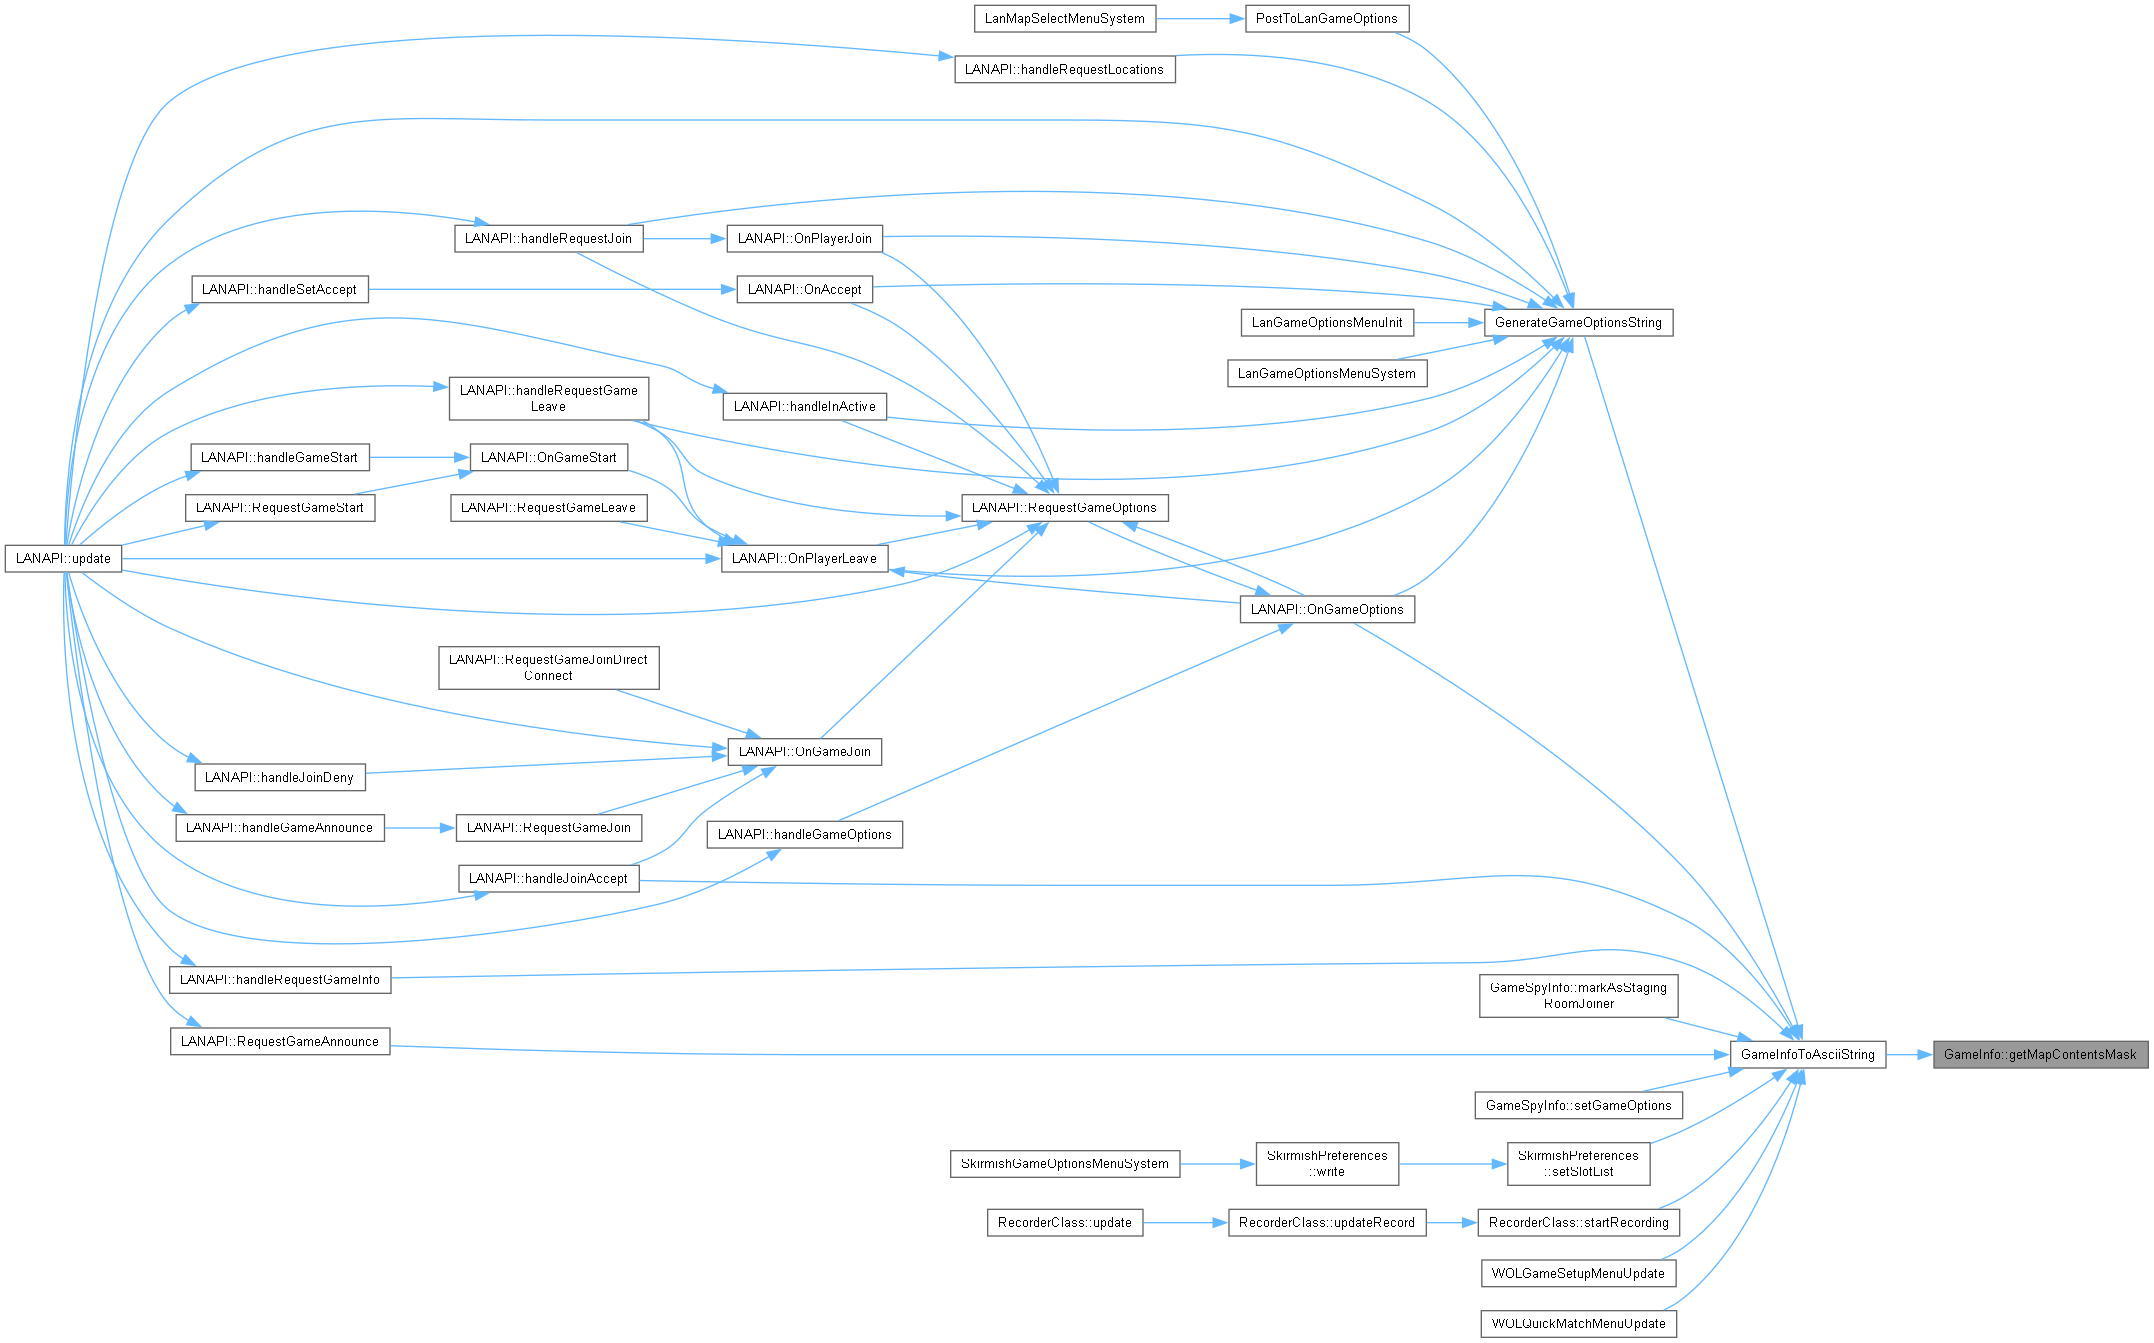 LanMapSelectMenuSystem
PostToLanGameOptions
LANAPI::handleRequestLocations
LANAPI::handleRequestJoin
LANAPI::OnPlayerJoin
LANAPI::handleSetAccept
LANAPI::OnAccept
LanGameOptionsMenuInit
GenerateGameOptionsString
LanGameOptionsMenuSystem
LANAPI::handleRequestGame
Leave
LANAPI::handleInActive
LANAPI::handleGameStart
LANAPI::OnGameStart
LANAPI::RequestGameStart
LANAPI::RequestGameLeave
LANAPI::RequestGameOptions
LANAPI::update
LANAPI::OnPlayerLeave
LANAPI::OnGameOptions
LANAPI::RequestGameJoinDirect
Connect
LANAPI::OnGameJoin
LANAPI::handleJoinDeny
LANAPI::handleGameAnnounce
LANAPI::RequestGameJoin
LANAPI::handleGameOptions
LANAPI::handleJoinAccept
LANAPI::handleRequestGameInfo
GameSpyInfo::markAsStaging
RoomJoiner
LANAPI::RequestGameAnnounce
GameInfoToAsciiString
GameInfo::getMapContentsMask
GameSpyInfo::setGameOptions
SkirmishGameOptionsMenuSystem
SkirmishPreferences
::write
SkirmishPreferences
::setSlotList
RecorderClass::update
RecorderClass::updateRecord
RecorderClass::startRecording
WOLGameSetupMenuUpdate
WOLQuickMatchMenuUpdate